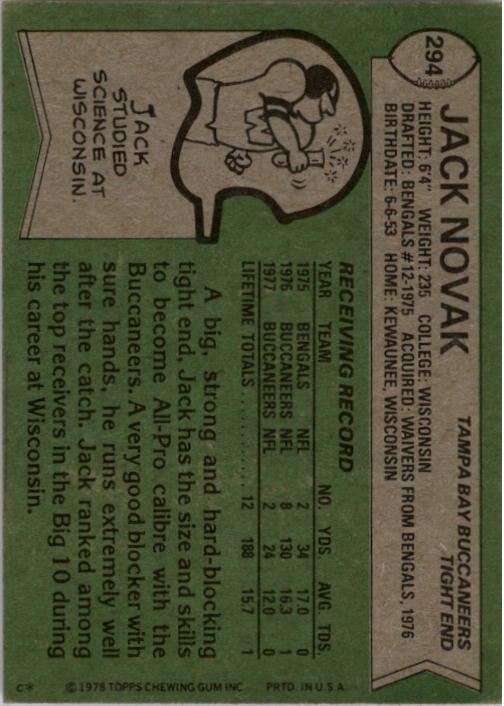 294
JACK NOVAK
TAMPA BAY BUCCANEERS
TIGHT END
HEIGHT: 6'4" WEIGHT: 235 COLLEGE: WISCONSIN
DRAFTED: BENGALS #12-1975 ACQUIRED: WAIVERS FROM BENGALS, 1976
BIRTHDATE: 6-6-53 HOME: KEWAUNEE, WISCONSIN
JACK
STUDIED
SCIENCE AT
WISCONSIN.
RECEIVING RECORD
YEAR TEAM NO. YDS. AVG. TDS.
1975 BENGALS NFL 2 34 17.0 0
1976 BUCCANEERS NFL 8 130 16.3 1
1977 BUCCANEERS NFL 2 24 12.0 0
LIFETIME TOTALS ............ 12 188 15.7 1
A big, strong and hard-blocking
tight end, Jack has the size and skills
to become All-Pro calibre with the
Buccaneers. A very good blocker with
sure hands, he runs extremely well
after the catch. Jack ranked among
the top receivers in the Big 10 during
his career at Wisconsin.
C* © 1978 TOPPS CHEWING GUM INC. PRTD. IN U.S.A.